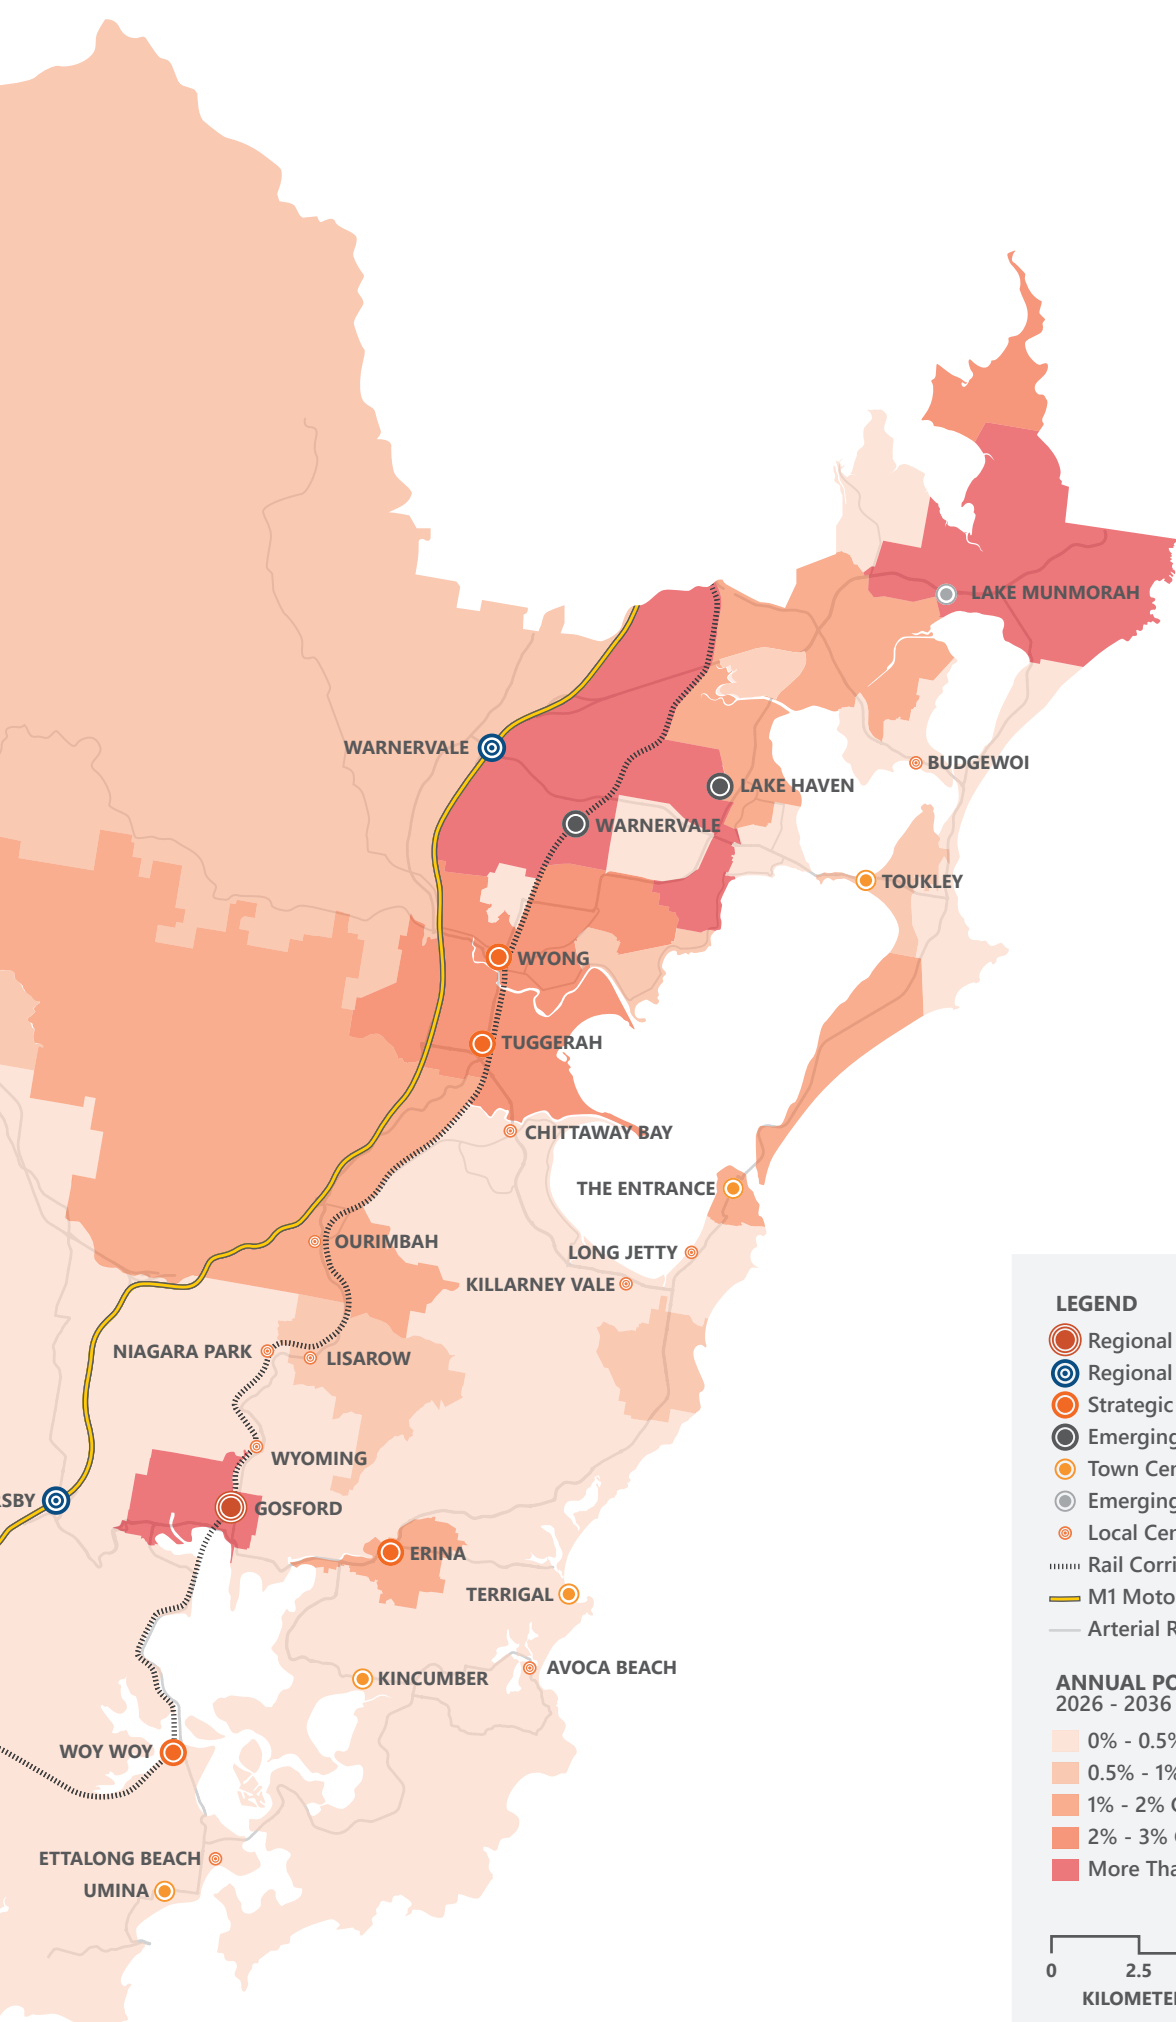 LAKE MUNMORAH
WARNERVALE
BUDGEWOI
LAKE HAVEN
WARNERVALE
TOUKLEY
WYONG
TUGGERAH
CHITTAWAY BAY
THE ENTRANCE
OURIMBAH
LONG JETTY
KILLARNEY VALE
NIAGARA PARK
LISAROW
WYOMING
RSBY
GOSFORD
ERINA
TERRIGAL
AVOCA BEACH
KINCUMBER
WOY WOY
ETTALONG BEACH
UMINA
LEGEND
Regional
Regional
Strategic
Emerging
Town Cen
Emerging
Local Cen
Rail Corri
M1 Moto
Arterial R
ANNUAL PO
2026 - 2036
0% - 0.5%
0.5% - 1%
1% - 2%
2% - 3%
More Tha
0 2.5
KILOMETE